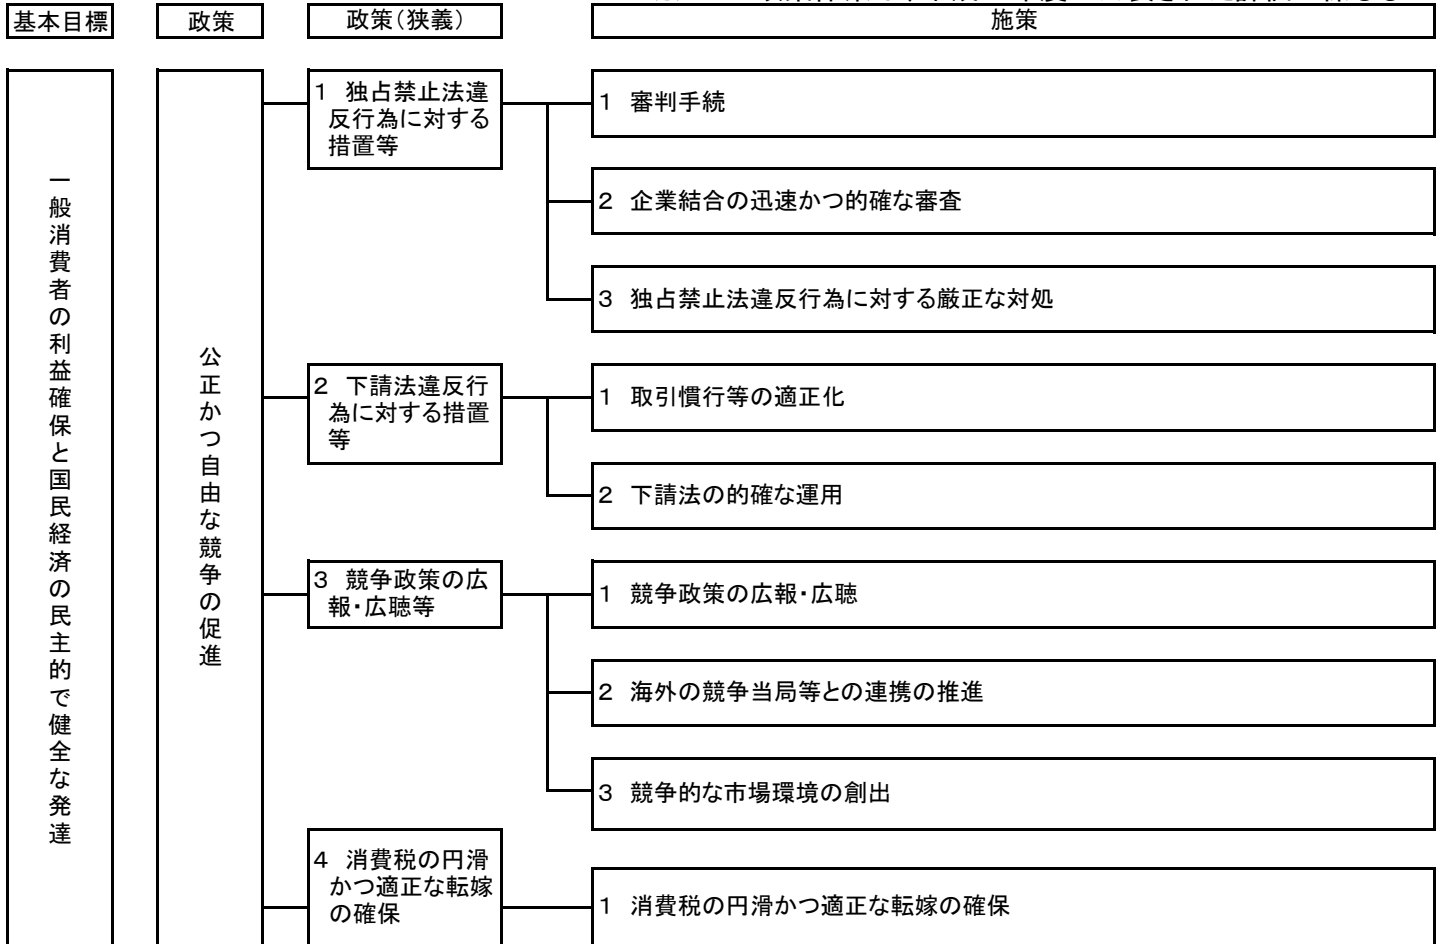 基本目標
政策
政策(狭義)
施策
一般消費者の利益確保と国民経済の民主的で健全な発達
公正かつ自由な競争の促進
1 独占禁止法違
反行為に対する
措置等
1 審判手続
2 企業結合の迅速かつ的確な審査
3 独占禁止法違反行為に対する厳正な対処
2 下請法違反行
為に対する措置
等
1 取引慣行等の適正化
2 下請法の的確な運用
3 競争政策の広
報・広聴等
1 競争政策の広報・広聴
2 海外の競争当局等との連携の推進
3 競争的な市場環境の創出
4 消費税の円滑
かつ適正な転嫁
の確保
1 消費税の円滑かつ適正な転嫁の確保